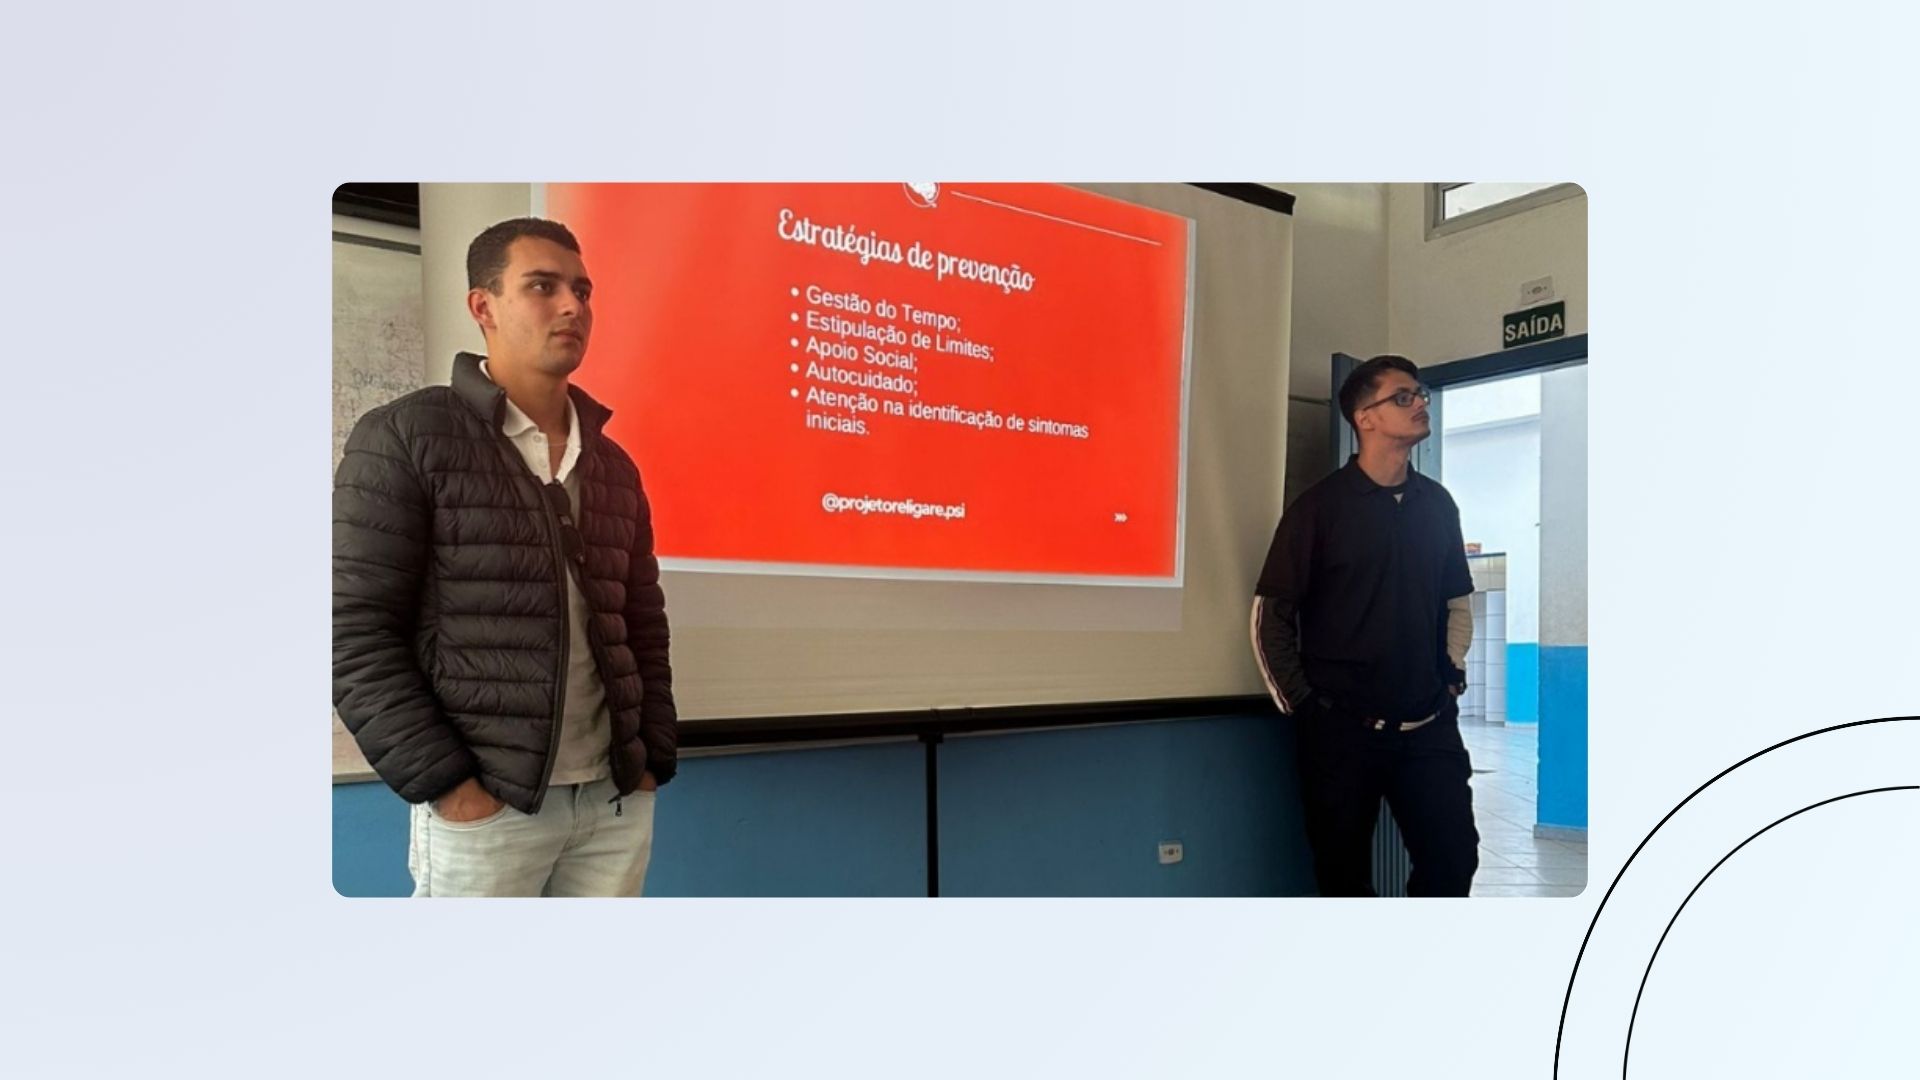 Estratégias de prevenção
• Gestão do Tempo;
• Estipulação de Limites;
• Apoio Social;
• Autocuidado;
• Atenção na identificação de sintomas
iniciais.
@projetoreligare.psi
SAÍDA